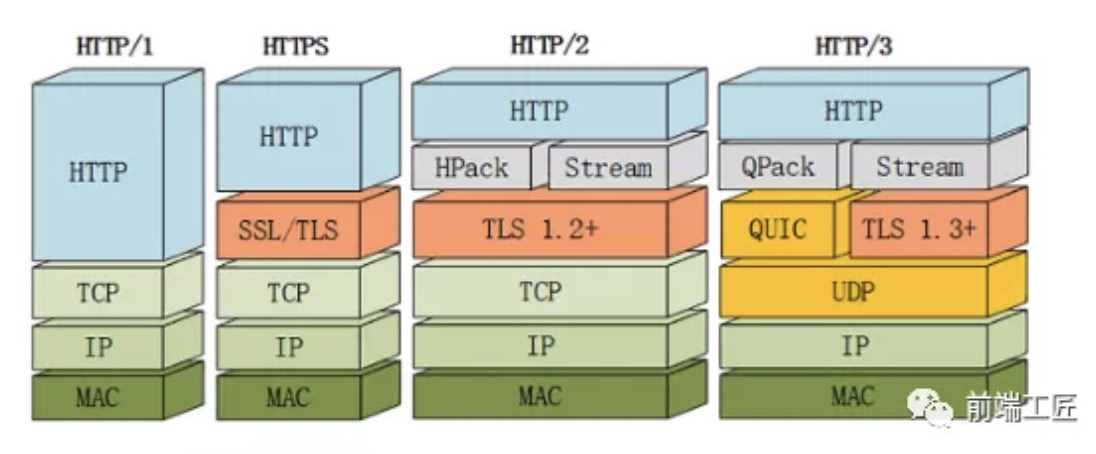 HTTP/1 HTTPS HTTP/2 HTTP/3
HTTP HTTP HTTP HTTP
HPack Stream QPack Stream
SSL/TLS TLS 1.2+ QUIC TLS 1.3+
TCP TCP TCP UDP
IP IP IP IP
MAC MAC MAC MAC
前端工匠